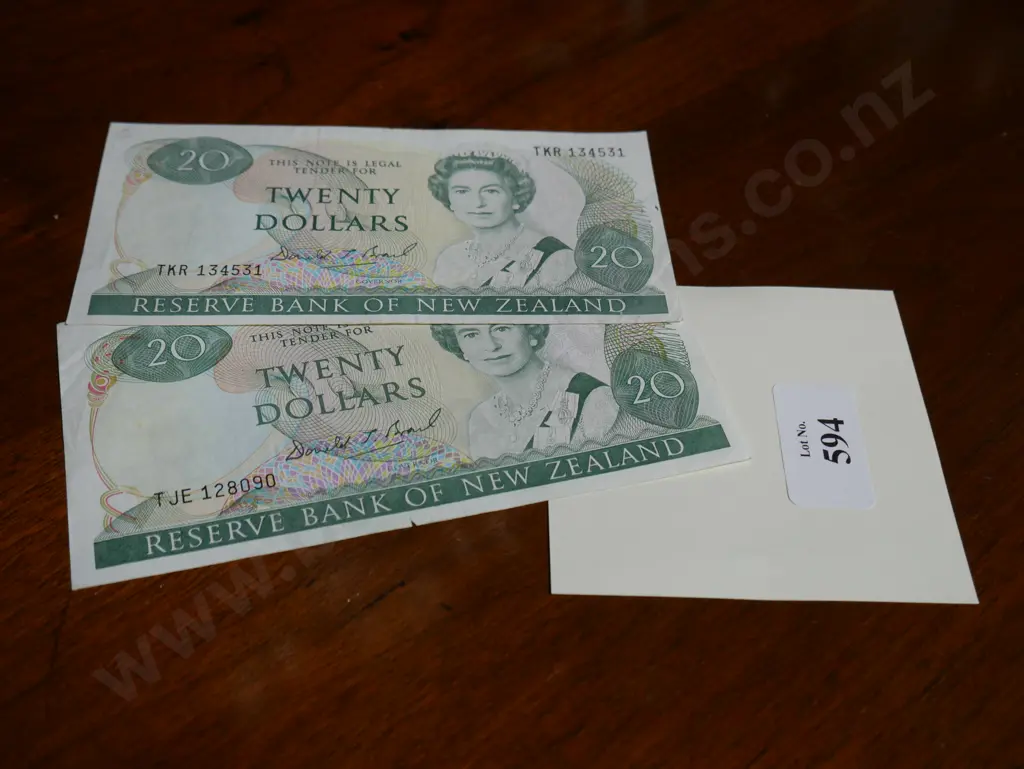 20
THIS NOTE IS LEGAL
TENDER FOR
TWENTY
DOLLARS
TKR 134531
TKR 134531
GOVERNOR
20
RESERVE BANK OF NEW ZEALAND
20
THIS NOTE IS
TENDER FOR
TWENTY
DOLLARS
20
TJE 128090
RESERVE BANK OF NEW ZEALAND
Lot No.
594